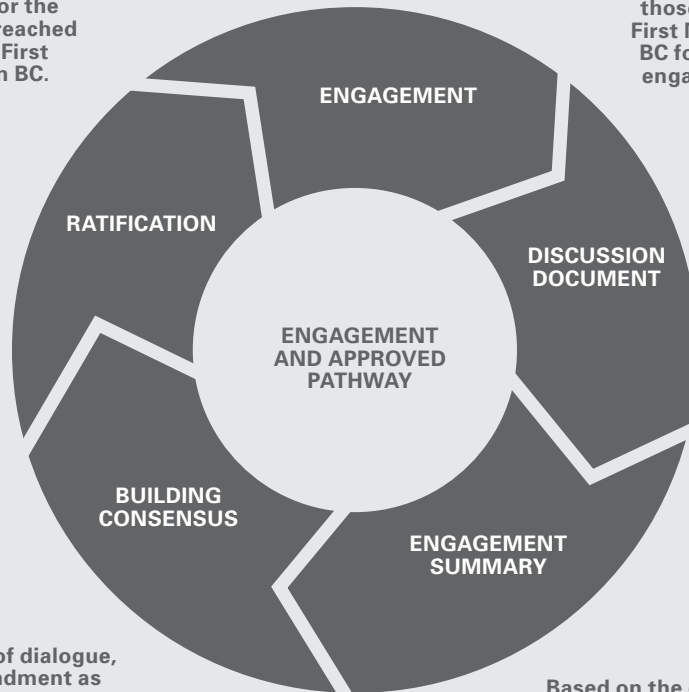 or the
reached
First
n BC.
those
First
BC fo
enga
ENGAGEMENT
DISCUSSION
DOCUMENT
ENGAGEMENT
SUMMARY
BUILDING
CONSENSUS
RATIFICATION
ENGAGEMENT
AND APPROVED
PATHWAY
of dialogue,
ndment as
Based on the